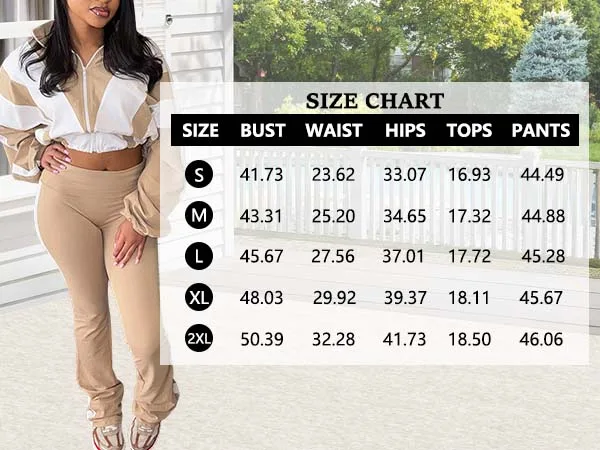 SIZE CHART
SIZE BUST WAIST HIPS TOPS PANTS
S 41.73 23.62 33.07 16.93 44.49
M 43.31 25.20 34.65 17.32 44.88
L 45.67 27.56 37.01 17.72 45.28
XL 48.03 29.92 39.37 18.11 45.67
2XL 50.39 32.28 41.73 18.50 46.06